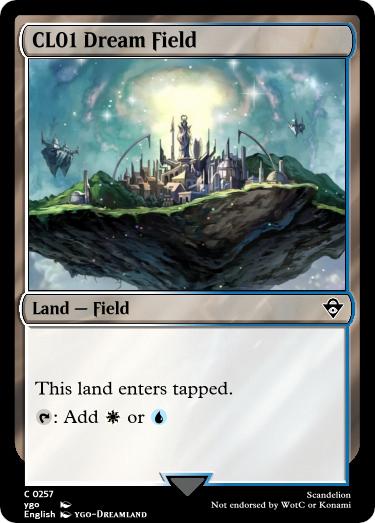 CL01 Dream Field
Land — Field
This land enters tapped.
: Add or
C 0257
Scandelion
ygo
Not endorsed by WotC or Konami
English YGO-DREAMLAND